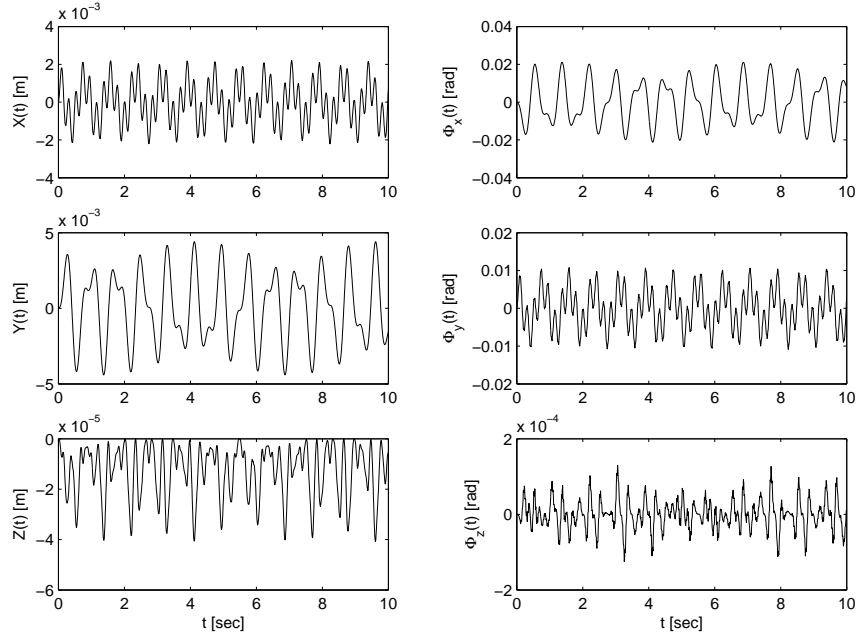 x 10⁻³
4
2
0
−2
−4
X(t) [m]
0 2 4 6 8 10
0.04
0.02
0
−0.02
−0.04
Φx(t) [rad]
0 2 4 6 8 10
x 10⁻³
5
0
−5
Y(t) [m]
0 2 4 6 8 10
0.02
0.01
0
−0.01
−0.02
Φy(t) [rad]
0 2 4 6 8 10
x 10⁻⁵
0
−2
−4
−6
Z(t) [m]
0 2 4 6 8 10
t [sec]
x 10⁻⁴
2
0
−2
Φz(t) [rad]
0 2 4 6 8 10
t [sec]